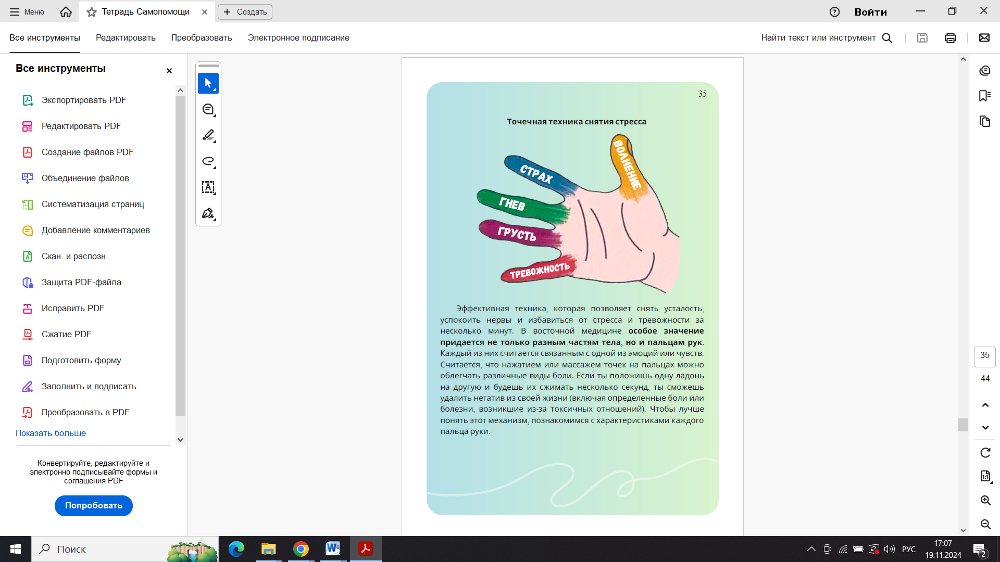 Меню
Тетрадь Самопомощи
Создать
Войти
Все инструменты
Редактировать
Преобразовать
Электронное подписание
Найти текст или инструмент
Все инструменты
Экспортировать PDF
Редактировать PDF
Создание файлов PDF
Объединение файлов
Систематизация страниц
Добавление комментариев
Скан. и распозн.
Защита PDF-файла
Исправить PDF
Сжатие PDF
Подготовить форму
Заполнить и подписать
Преобразовать в PDF
Показать больше
Конвертируйте, редактируйте и
электронно подписывайте формы и
соглашения PDF
Попробовать
35
Точечная техника снятия стресса
ВОЛНЕНИЕ
СТРАХ
ГНЕВ
ГРУСТЬ
ТРЕВОЖНОСТЬ
Эффективная техника, которая позволяет снять усталость,
успокоить нервы и избавиться от стресса и тревожности за
несколько минут. В восточной медицине особое значение
придается не только разным частям тела, но и пальцам рук.
Каждый из них считается связанным с одной из эмоций или чувств.
Считается, что нажатием или массажем точек на пальцах можно
облегчать различные виды боли. Если ты положишь одну ладонь
на другую и будешь их сжимать несколько секунд, ты сможешь
удалить негатив из своей жизни (включая определенные боли или
болезни, возникшие из-за токсичных отношений). Чтобы лучше
понять этот механизм, познакомимся с характеристиками каждого
пальца руки.
35
44
1:1
Поиск
РУС
17:07
19.11.2024
2